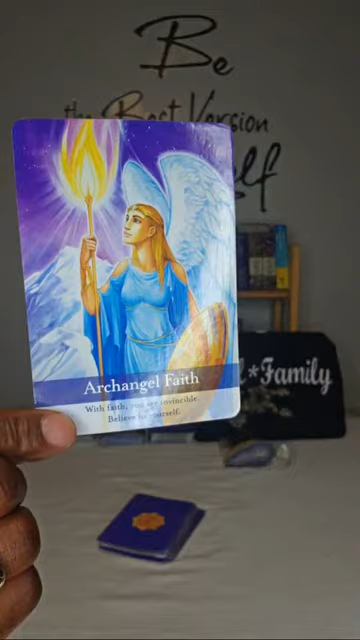 Be
the Best Version
Archangel Faith
With faith, you are invincible.
Believe in yourself.
*Family